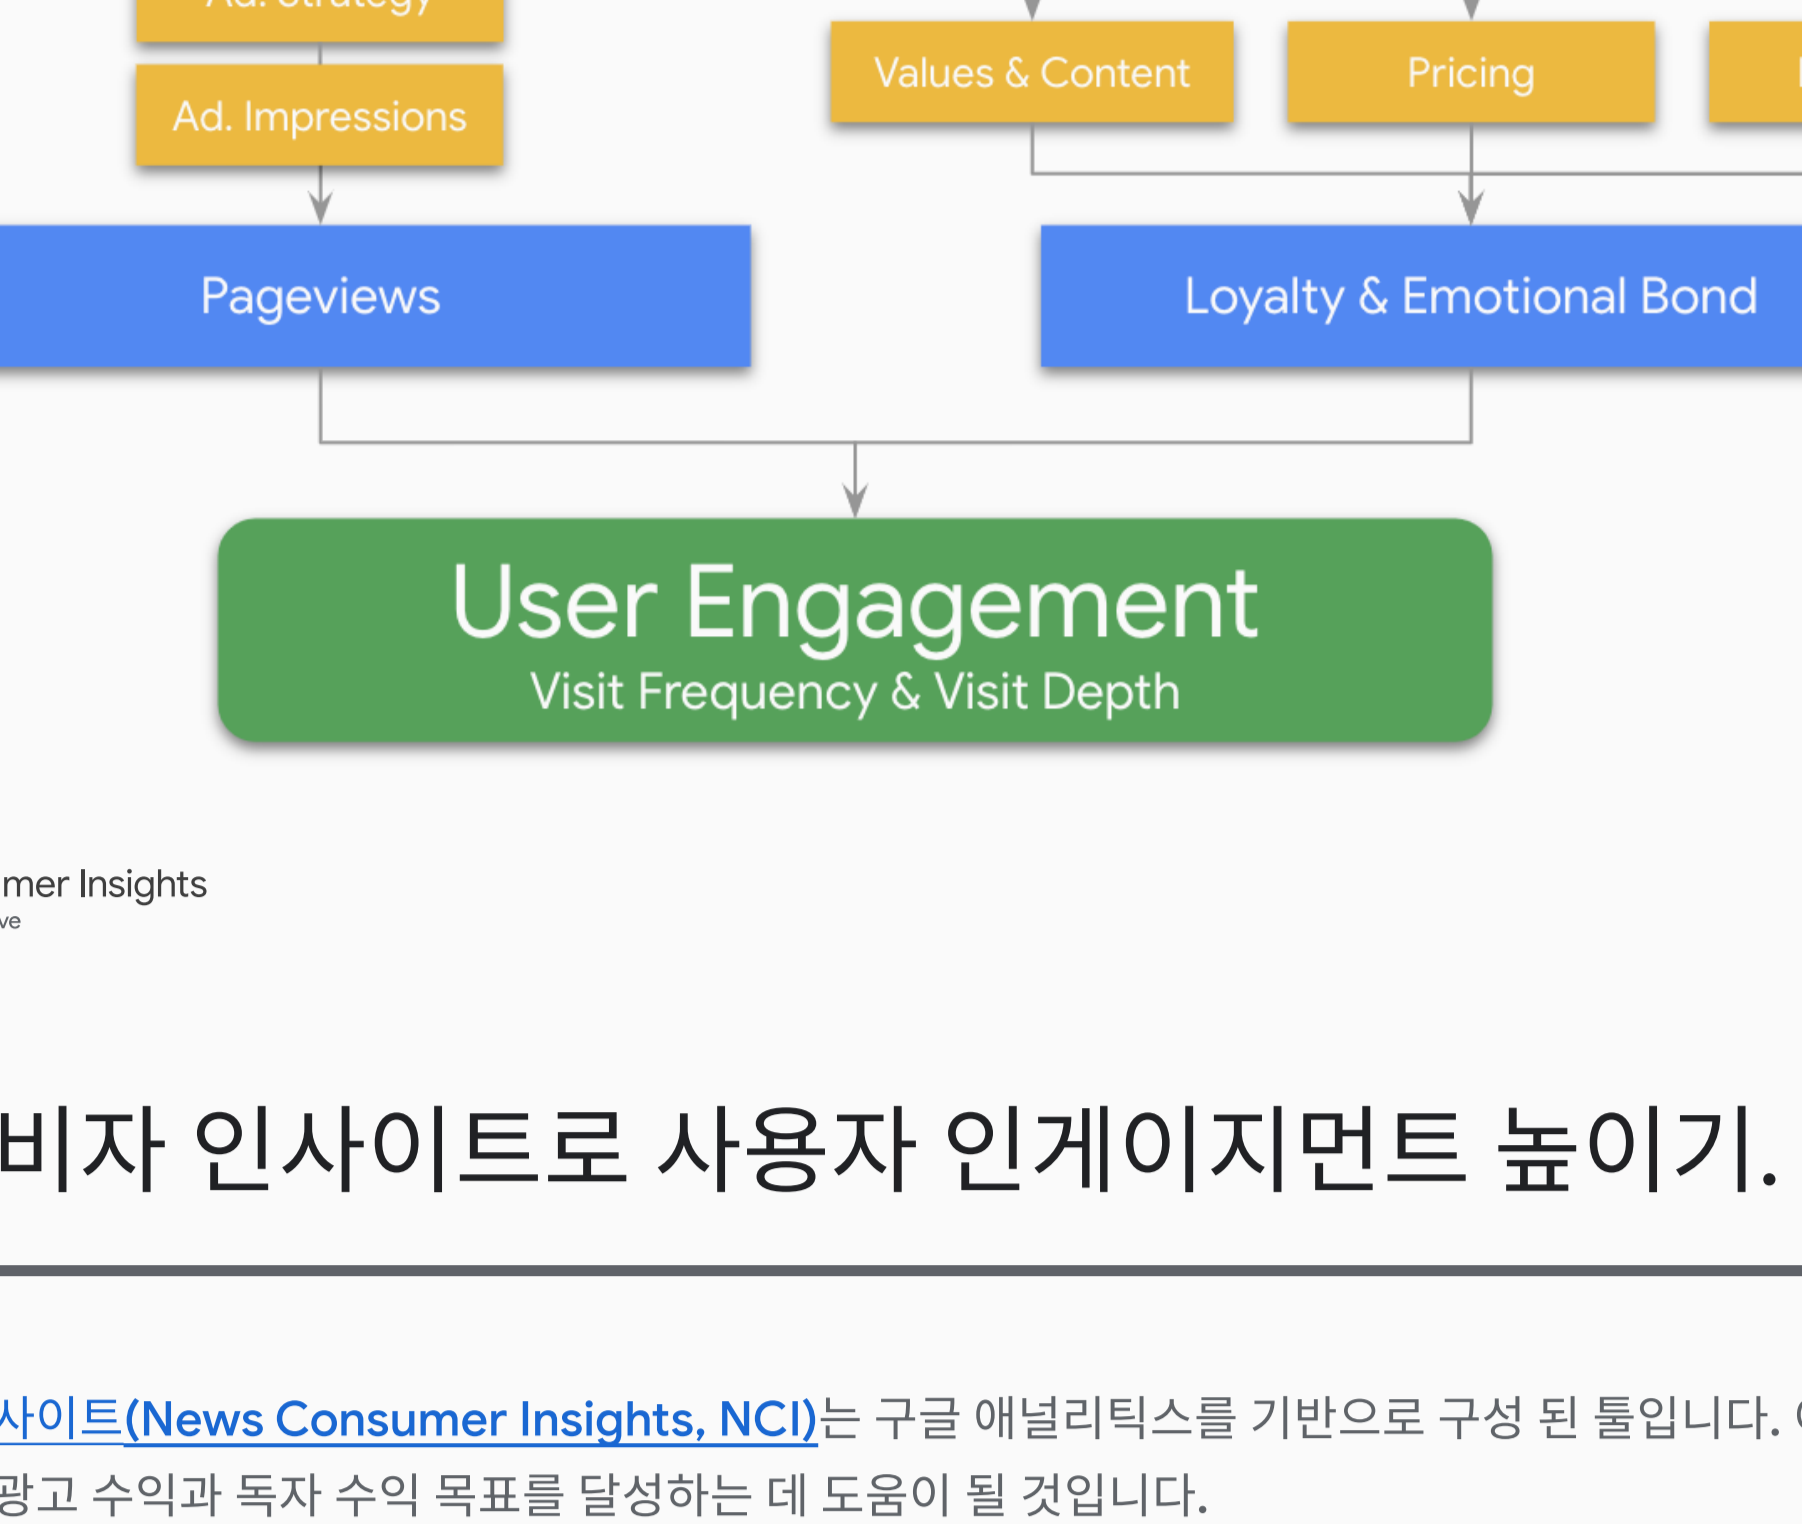 Ad. Strategy
Values & Content
Pricing
Ad. Impressions
Pageviews
Loyalty & Emotional Bond
User Engagement
Visit Frequency & Visit Depth
mer Insights
ve
비자 인사이트로 사용자 인게이지먼트 높이기.
사이트(News Consumer Insights, NCI)는 구글 애널리틱스를 기반으로 구성 된 툴입니다.
광고 수익과 독자 수익 목표를 달성하는 데 도움이 될 것입니다.